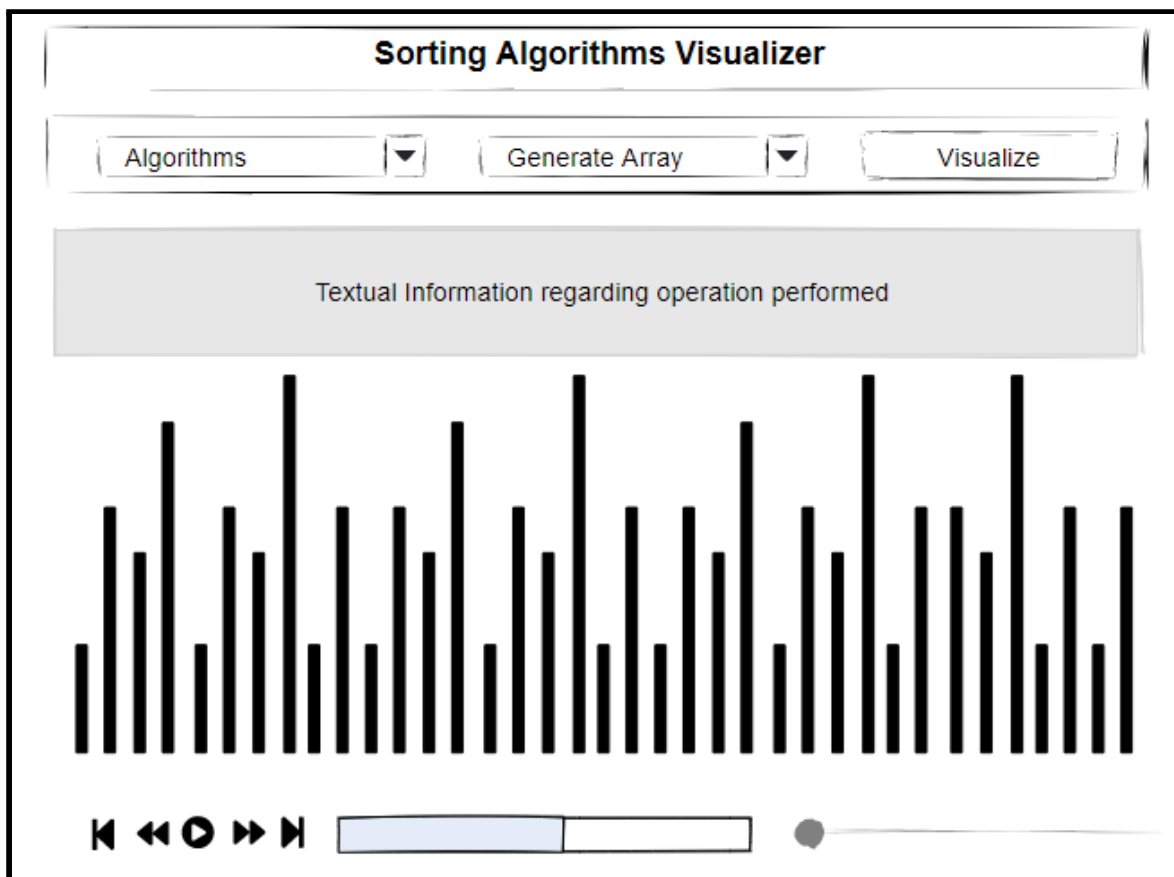 Sorting Algorithms Visualizer
Algorithms Generate Array Visualize
Textual Information regarding operation performed